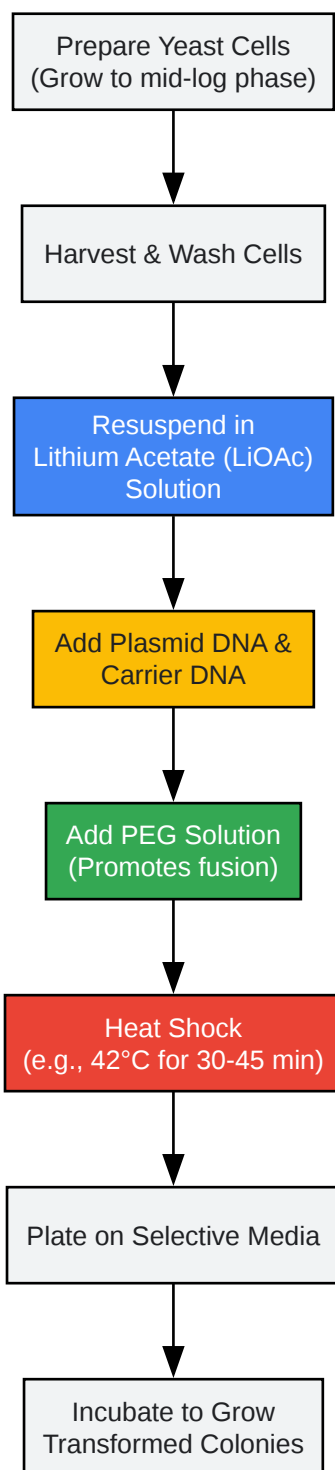 Prepare Yeast Cells
(Grow to mid-log phase)
Harvest & Wash Cells
Resuspend in
Lithium Acetate (LiOAc)
Solution
Add Plasmid DNA &
Carrier DNA
Add PEG Solution
(Promotes fusion)
Heat Shock
(e.g., 42°C for 30-45 min)
Plate on Selective Media
Incubate to Grow
Transformed Colonies